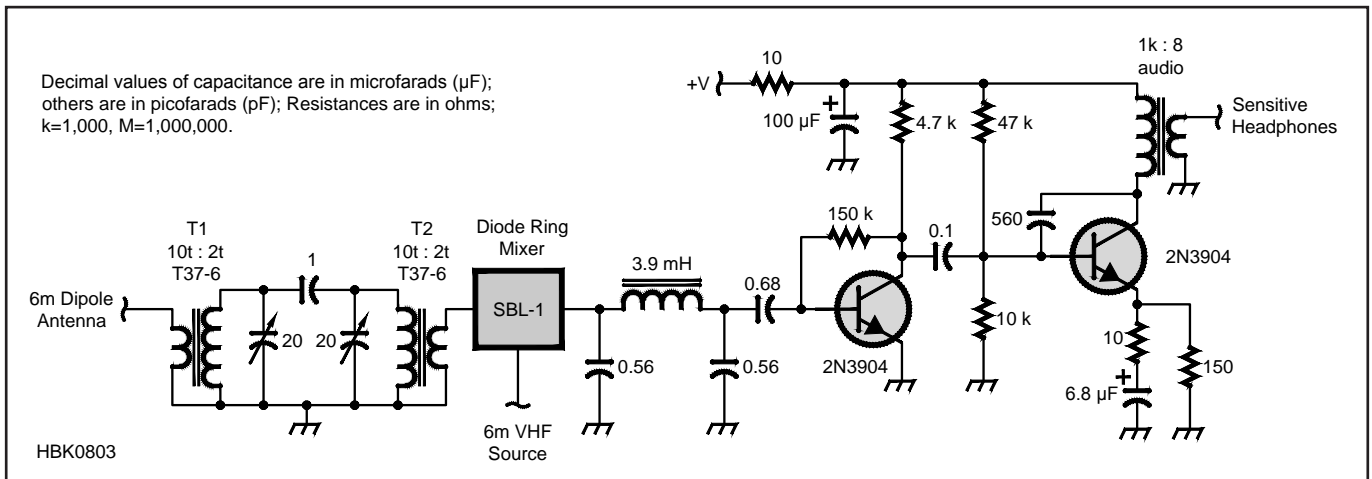 Decimal values of capacitance are in microfarads (µF);
others are in picofarads (pF); Resistances are in ohms;
k=1,000, M=1,000,000.
+V
10
100 µF
+
4.7 k
47 k
1k : 8
audio
Sensitive
Headphones
T1
10t : 2t
T37-6
1
T2
10t : 2t
T37-6
Diode Ring
Mixer
SBL-1
6m Dipole
Antenna
20
20
6m VHF
Source
0.56
3.9 mH
0.56
0.68
150 k
2N3904
0.1
10 k
560
2N3904
10
+
6.8 µF
150
HBK0803